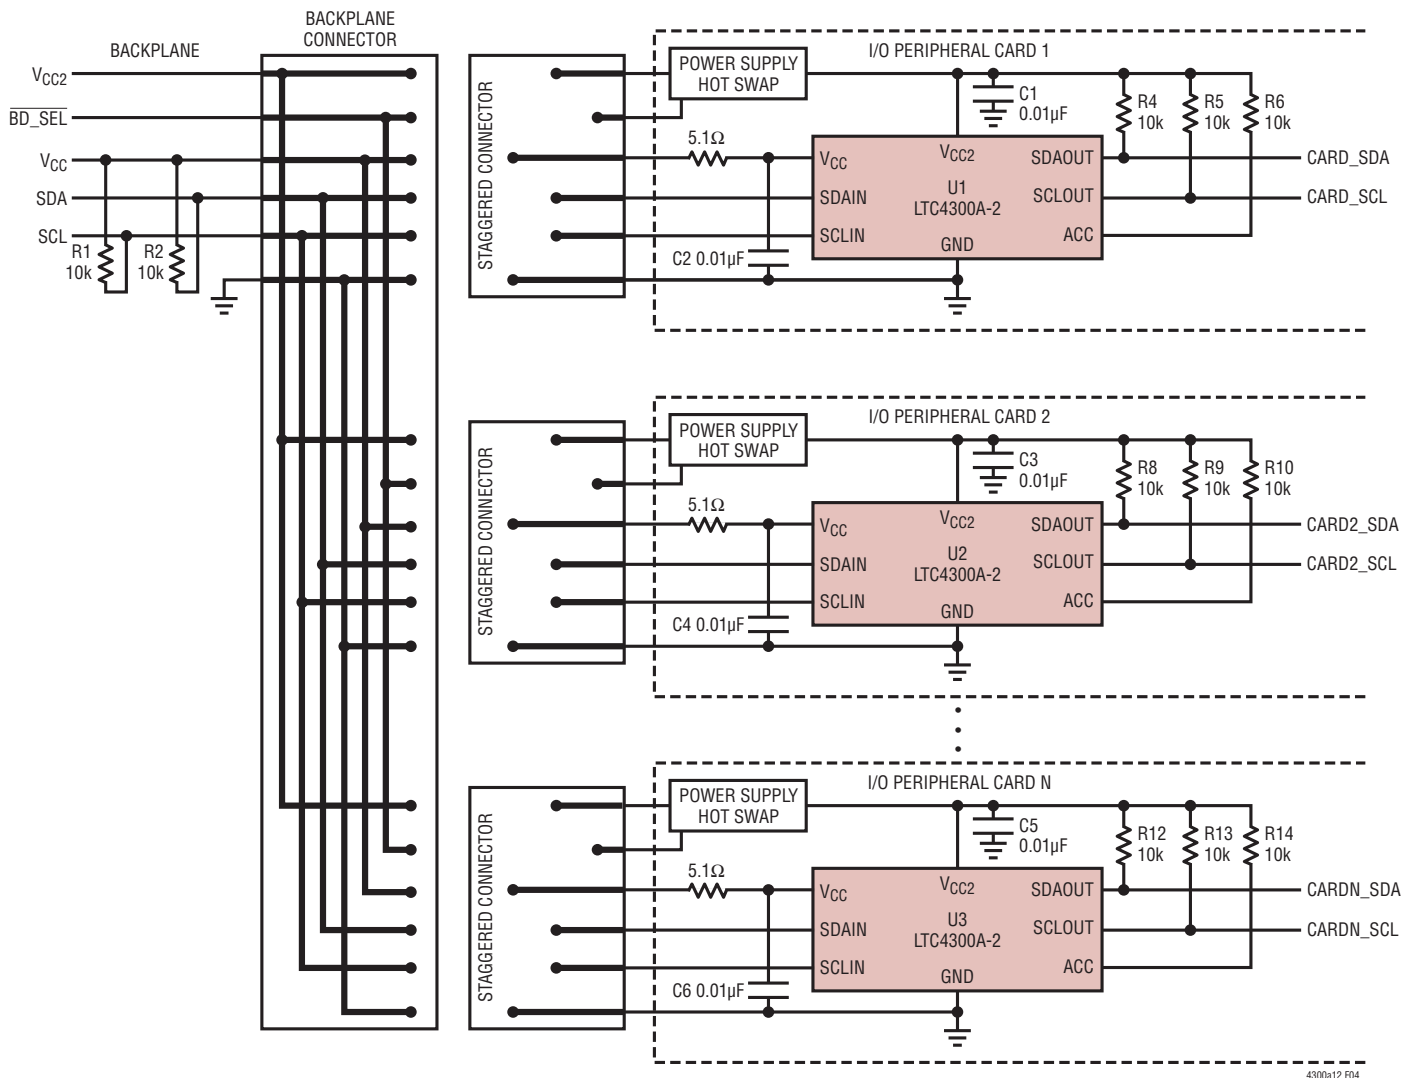 BACKPLANE
CONNECTOR
BACKPLANE
VCC2
BD_SEL
VCC
SDA
SCL
R1
10k
R2
10k
STAGGERED CONNECTOR
I/O PERIPHERAL CARD 1
POWER SUPPLY
HOT SWAP
C1
0.01µF
R4
10k
R5
10k
R6
10k
5.1Ω
C2 0.01µF
VCC
VCC2
SDAOUT
SDAIN
U1
LTC4300A-2
SCLOUT
SCLIN
GND
ACC
CARD_SDA
CARD_SCL
STAGGERED CONNECTOR
I/O PERIPHERAL CARD 2
POWER SUPPLY
HOT SWAP
C3
0.01µF
R8
10k
R9
10k
R10
10k
5.1Ω
C4 0.01µF
VCC
VCC2
SDAOUT
SDAIN
U2
LTC4300A-2
SCLOUT
SCLIN
GND
ACC
CARD2_SDA
CARD2_SCL
STAGGERED CONNECTOR
I/O PERIPHERAL CARD N
POWER SUPPLY
HOT SWAP
C5
0.01µF
R12
10k
R13
10k
R14
10k
5.1Ω
C6 0.01µF
VCC
VCC2
SDAOUT
SDAIN
U3
LTC4300A-2
SCLOUT
SCLIN
GND
ACC
CARDN_SDA
CARDN_SCL
4300a12 F04